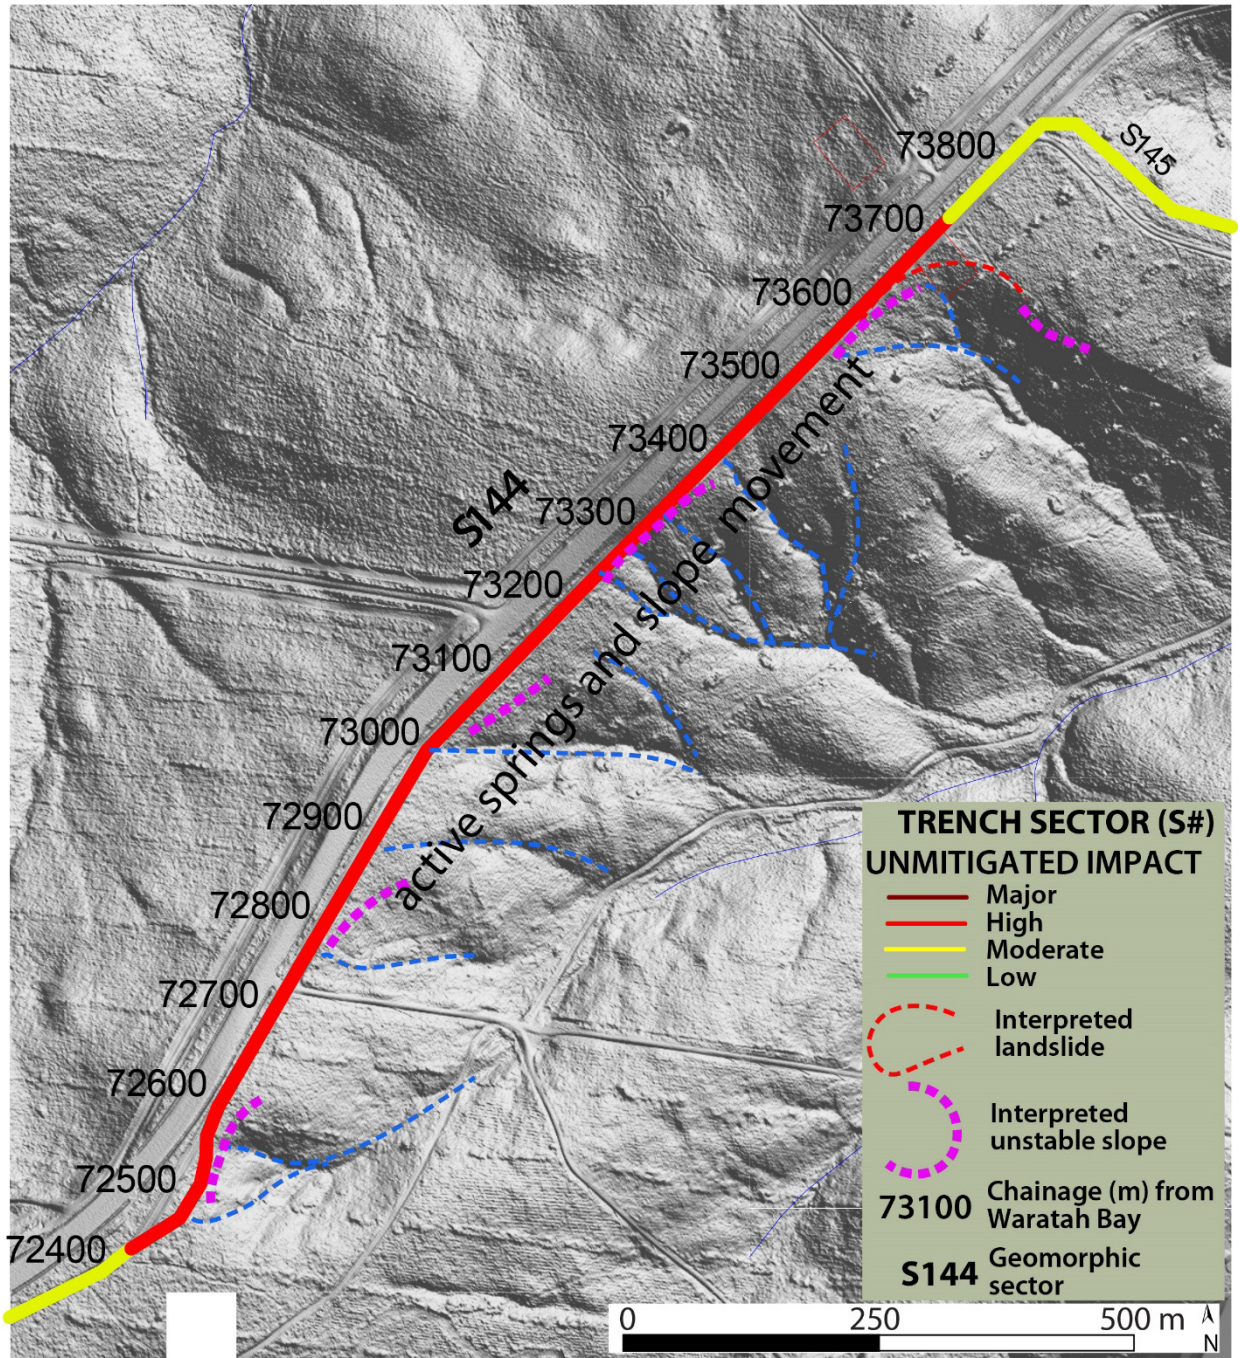 73800
S145
73700
73600
73500
73400
S144
73300
73200
73100
73000
72900
72800
72700
72600
72500
72400
active springs and slope movement
TRENCH SECTOR (S#)
UNMITIGATED IMPACT
Major
High
Moderate
Low
Interpreted
landslide
Interpreted
unstable slope
73100 Chainage (m) from
Waratah Bay
S144 Geomorphic
sector
0 250 500 m
N